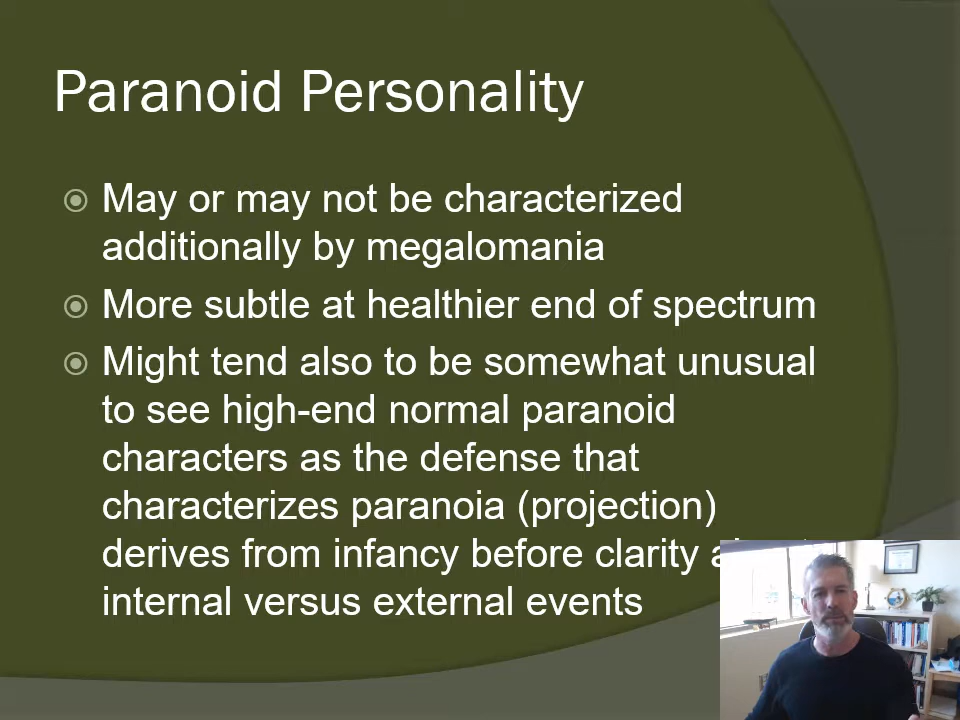 Paranoid Personality
May or may not be characterized
additionally by megalomania
More subtle at healthier end of spectrum
Might tend also to be somewhat unusual
to see high-end normal paranoid
characters as the defense that
characterizes paranoia (projection)
derives from infancy before clarity
internal versus external events